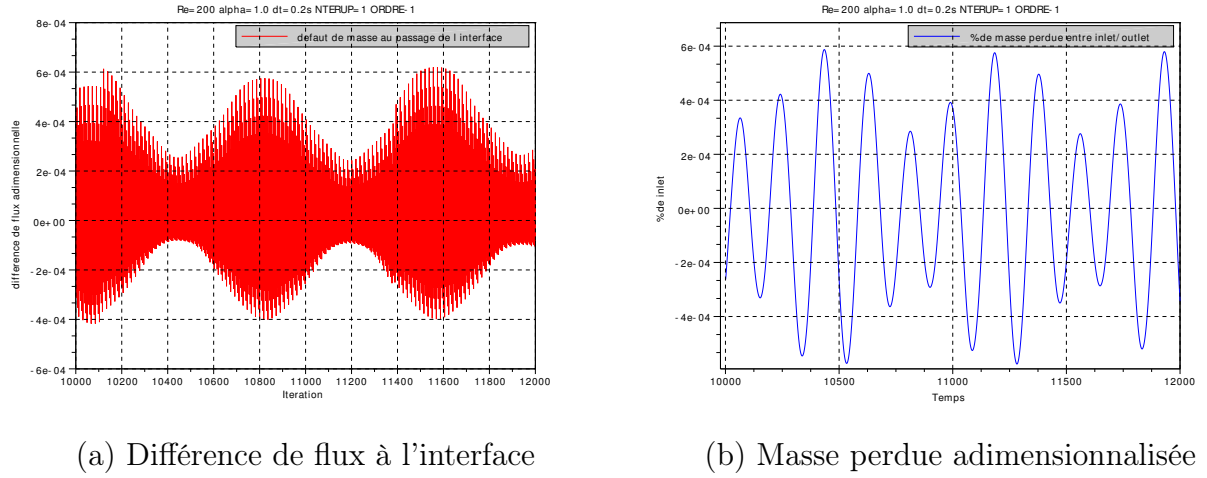 Re=200 alpha=1.0 dt=0.2s NTERUP=1 ORDRE-1
8e-04
6e-04
4e-04
2e-04
0e+00
-2e-04
-4e-04
-6e-04
différence de flux adimensionnelle
defaut de masse au passage de l interface
10000 10200 10400 10600 10800 11000 11200 11400 11600 11800 12000
Iteration
(a) Différence de flux à l'interface
Re=200 alpha=1.0 dt=0.2s NTERUP=1 ORDRE-1
6e-04
4e-04
2e-04
0e+00
-2e-04
-4e-04
%de inlet
%de masse perdue entre inlet/outlet
10000 10500 11000 11500 12000
Temps
(b) Masse perdue adimensionnalisée